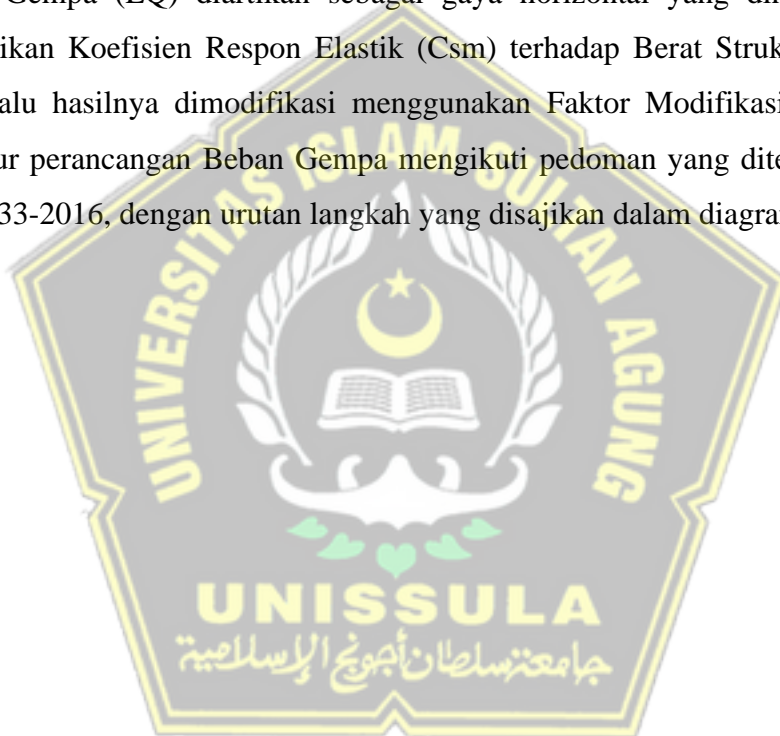 Gempa (EQ) diartikan sebagai gaya horizontal yang di
ikan Koefisien Respon Elastik (Csm) terhadap Berat Struk
alu hasilnya dimodifikasi menggunakan Faktor Modifikasi
ur perancangan Beban Gempa mengikuti pedoman yang dite
33-2016, dengan urutan langkah yang disajikan dalam diagra
UNIVERSITAS ISLAM SULTAN AGUNG
UNISSULA
جامعة سلطان أجونج الإسلامية